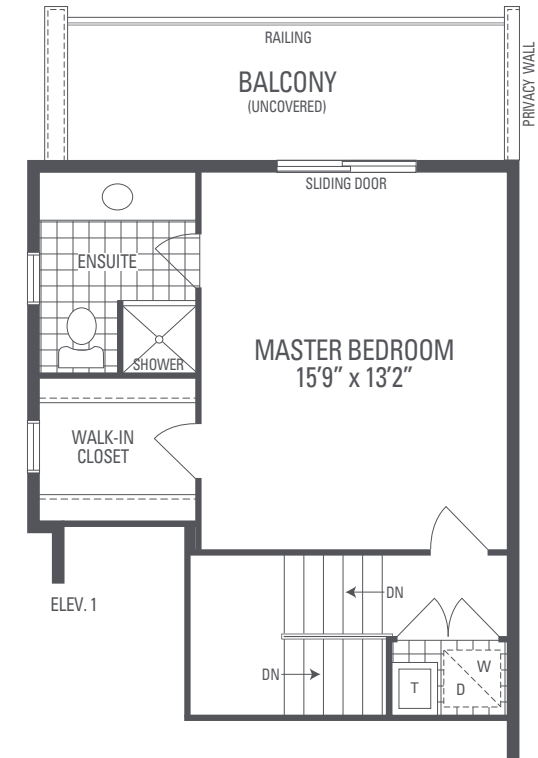 RAILING
BALCONY
(UNCOVERED)
PRIVACY WALL
SLIDING DOOR
ENSUITE
SHOWER
MASTER BEDROOM
15'9” x 13'2”
WALK-IN
CLOSET
ELEV. 1
DN
DN
T
W
D